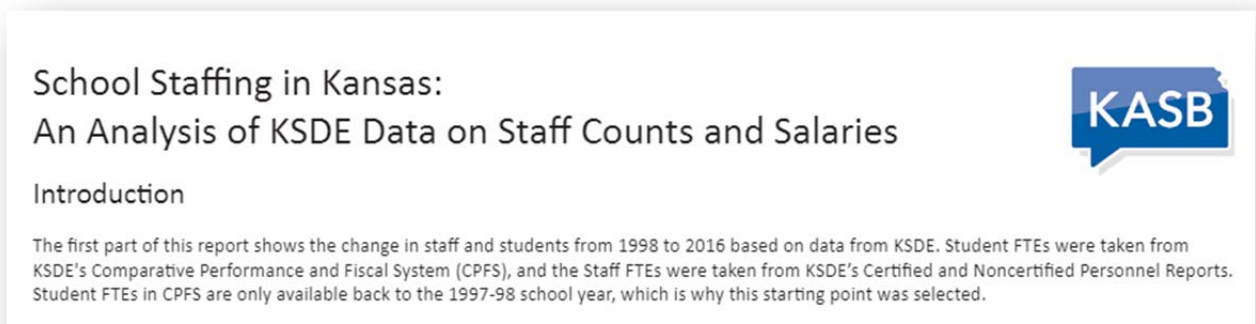 School Staffing in Kansas:
An Analysis of KSDE Data on Staff Counts and Salaries
KASB
Introduction
The first part of this report shows the change in staff and students from 1998 to 2016 based on data from KSDE. Student FTEs were taken from
KSDE's Comparative Performance and Fiscal System (CPFS), and the Staff FTEs were taken from KSDE’s Certified and Noncertified Personnel Reports.
Student FTEs in CPFS are only available back to the 1997-98 school year, which is why this starting point was selected.